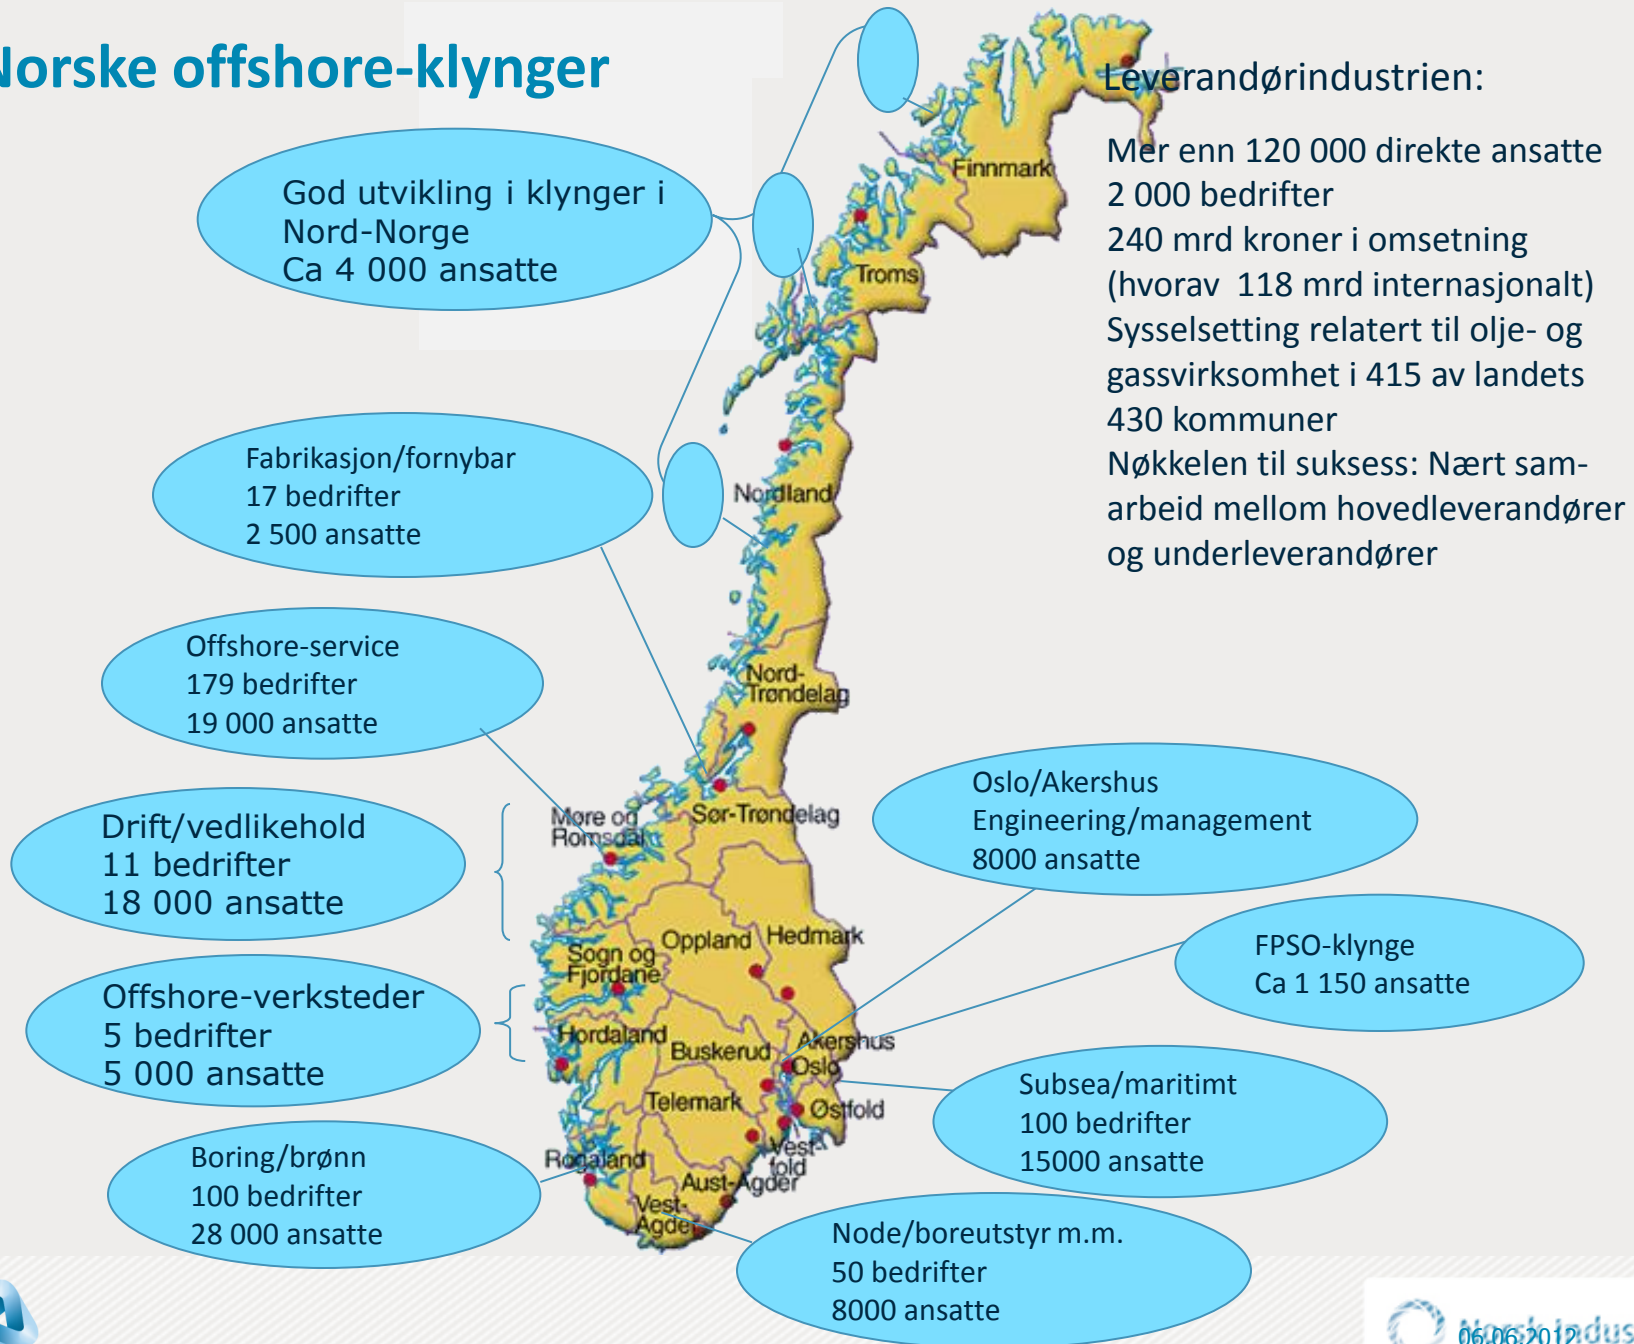 Norske offshore-klynger
Leverandørindustrien:
Mer enn 120 000 direkte ansatte
2 000 bedrifter
240 mrd kroner i omsetning
(hvorav 118 mrd internasjonalt)
Sysselsetting relatert til olje- og
gassvirksomhet i 415 av landets
430 kommuner
Nøkkelen til suksess: Nært sam-
arbeid mellom hovedleverandører
og underleverandører
God utvikling i klynger i
Nord-Norge
Ca 4 000 ansatte
Fabrikasjon/fornybar
17 bedrifter
2 500 ansatte
Offshore-service
179 bedrifter
19 000 ansatte
Drift/vedlikehold
11 bedrifter
18 000 ansatte
Offshore-verksteder
5 bedrifter
5 000 ansatte
Boring/brønn
100 bedrifter
28 000 ansatte
Oslo/Akershus
Engineering/management
8000 ansatte
FPSO-klynge
Ca 1 150 ansatte
Subsea/maritimt
100 bedrifter
15000 ansatte
Node/boreutstyr m.m.
50 bedrifter
8000 ansatte
Finnmark
Troms
Nordland
Nord-
Trøndelag
Sør-Trøndelag
Møre og
Romsdal
Oppland
Hedmark
Sogn og
Fjordane
Hordaland
Buskerud
Akershus
Oslo
Telemark
Østfold
Vest-
fold
Rogaland
Aust-Agder
Vest-
Agder
Norsk Indus
06.06.2012